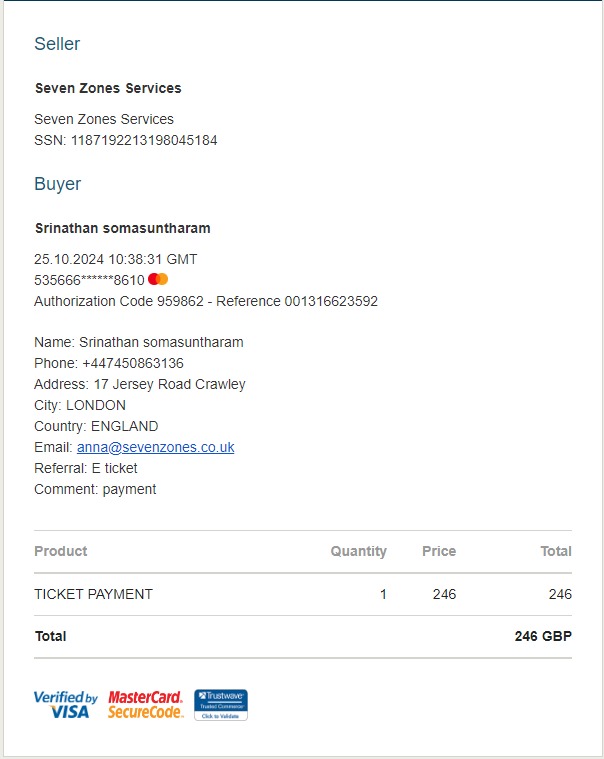 Seller
Seven Zones Services
Seven Zones Services
SSN: 1187192213198045184
Buyer
Srinathan somasuntharam
25.10.2024 10:38:31 GMT
535666******8610
Authorization Code 959862 - Reference 001316623592
Name: Srinathan somasuntharam
Phone: +447450863136
Address: 17 Jersey Road Crawley
City: LONDON
Country: ENGLAND
Email: anna@sevenzones.co.uk
Referral: E ticket
Comment: payment
Product Quantity Price Total
TICKET PAYMENT 1 246 246
Total 246 GBP
Verified by VISA
MasterCard. SecureCode.
Trustwave
Trusted Commerce
Click to Validate